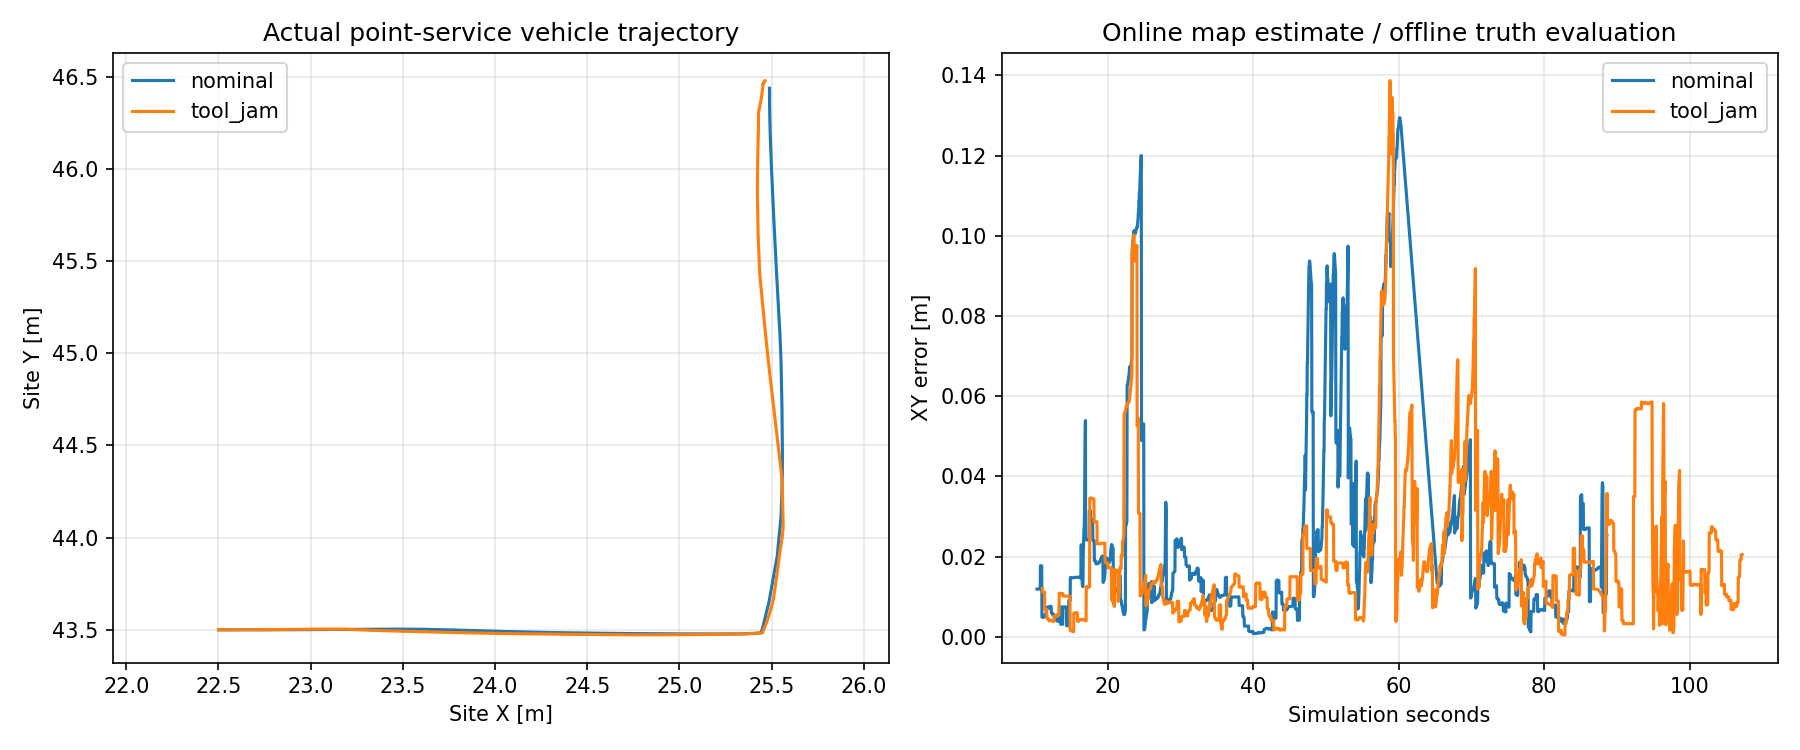 Actual point-service vehicle trajectory
nominal
tool_jam
46.5
46.0
45.5
45.0
44.5
44.0
43.5
Site Y [m]
22.0 22.5 23.0 23.5 24.0 24.5 25.0 25.5 26.0
Site X [m]
Online map estimate / offline truth evaluation
nominal
tool_jam
0.14
0.12
0.10
0.08
0.06
0.04
0.02
0.00
XY error [m]
20 40 60 80 100
Simulation seconds